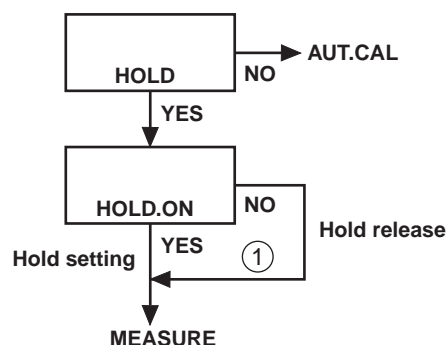 AUT.CAL
HOLD
NO
YES
HOLD.ON
NO
YES
Hold setting
1
Hold release
MEASURE